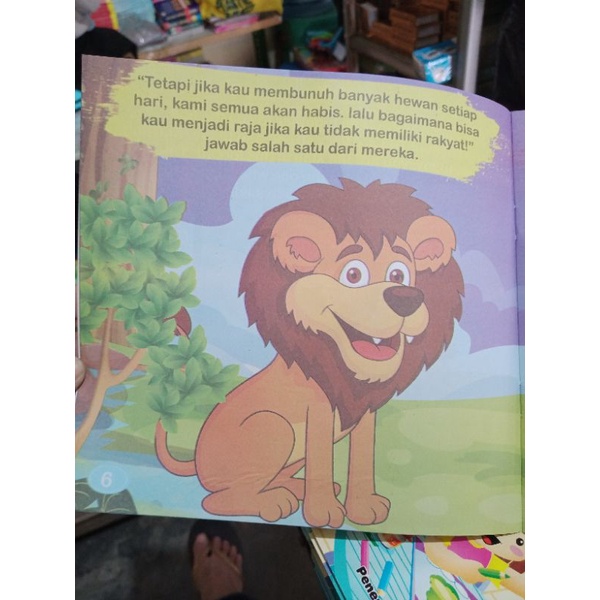 "Tetapi jika kau membunuh banyak hewan setiap
hari, kami semua akan habis. lalu bagaimana bisa
kau menjadi raja jika kau tidak memiliki rakyat!"
jawab salah satu dari mereka.
6